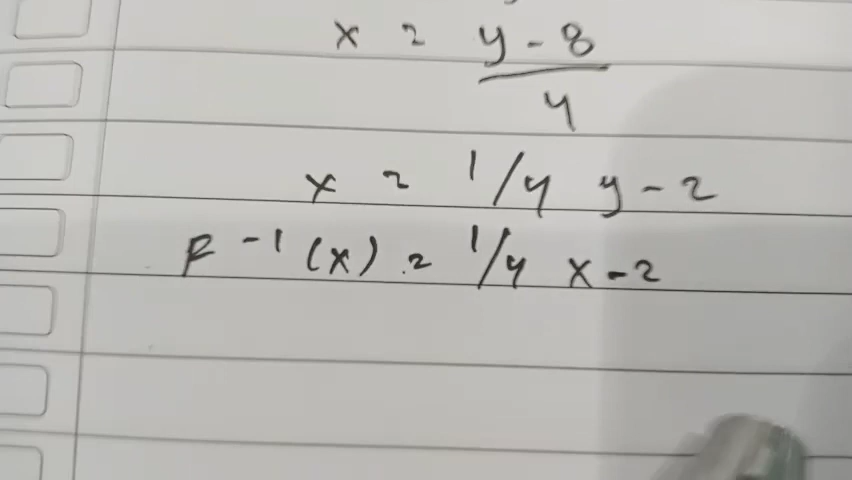 x = y - 8 / 4
x = 1/4 y - 2
F -1 (x) = 1/4 x - 2